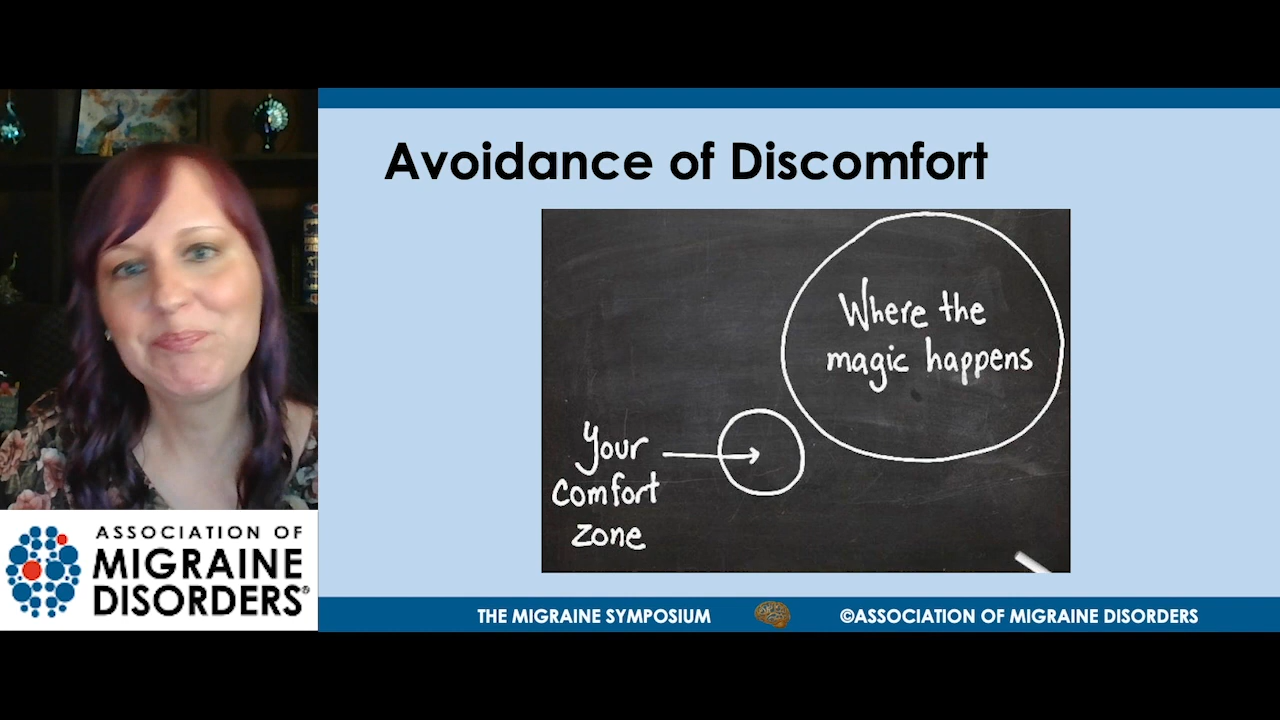 Avoidance of Discomfort
Where the
magic happens
Your
comfort
zone
ASSOCIATION OF
MIGRAINE
DISORDERS®
THE MIGRAINE SYMPOSIUM
©ASSOCIATION OF MIGRAINE DISORDERS